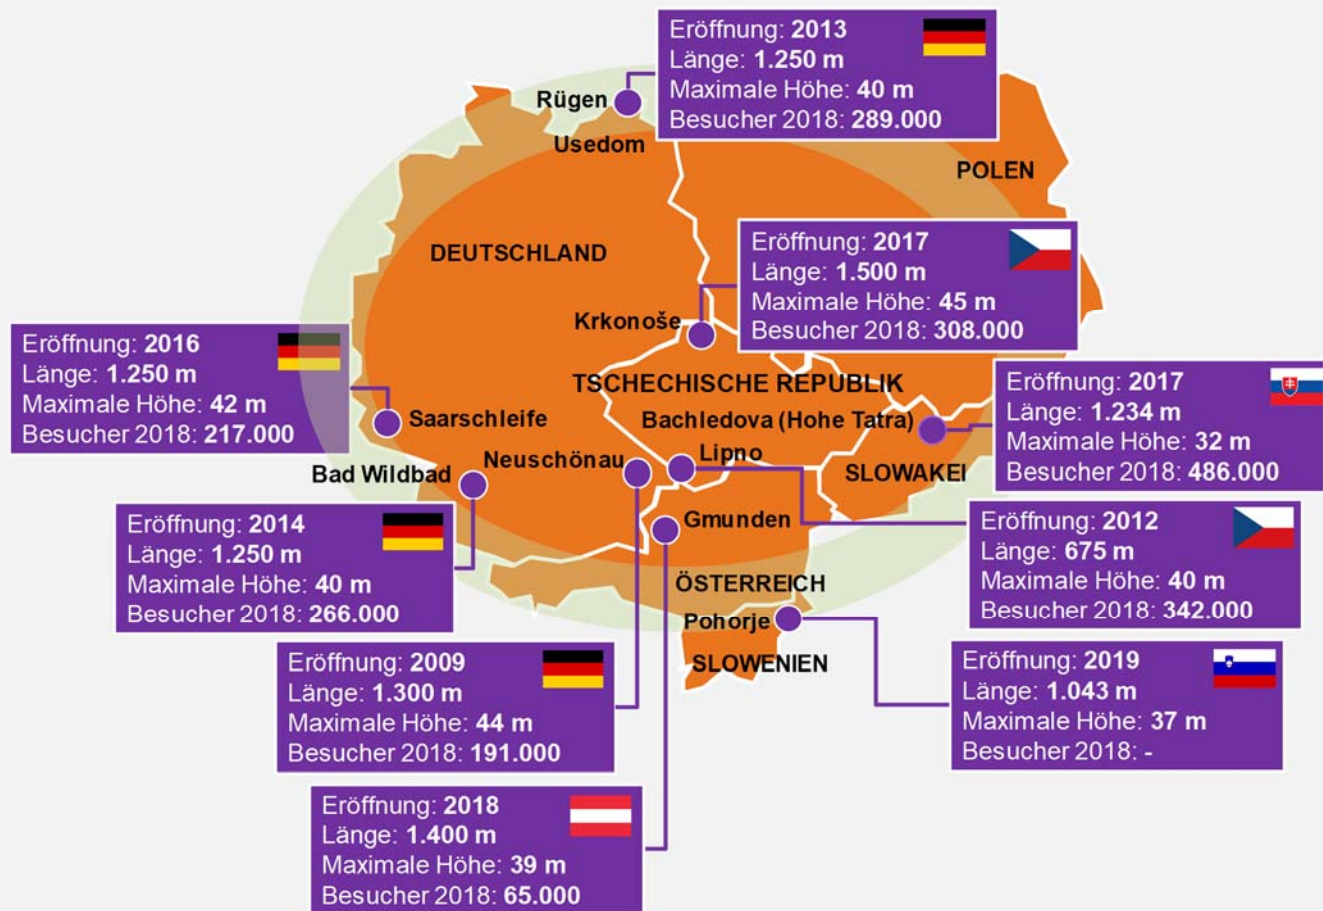 Eröffnung: 2013
Länge: 1.250 m
Maximale Höhe: 40 m
Besucher 2018: 289.000
Rügen
Usedom
POLEN
DEUTSCHLAND
Eröffnung: 2017
Länge: 1.500 m
Maximale Höhe: 45 m
Besucher 2018: 308.000
Krkonoše
Eröffnung: 2016
Länge: 1.250 m
Maximale Höhe: 42 m
Besucher 2018: 217.000
Saarschleife
TSCHECHISCHE REPUBLIK
Bachledova (Hohe Tatra)
Eröffnung: 2017
Länge: 1.234 m
Maximale Höhe: 32 m
Besucher 2018: 486.000
Bad Wildbad
Neuschönau
Lipno
SLOWAKEI
Eröffnung: 2014
Länge: 1.250 m
Maximale Höhe: 40 m
Besucher 2018: 266.000
Gmunden
Eröffnung: 2012
Länge: 675 m
Maximale Höhe: 40 m
Besucher 2018: 342.000
ÖSTERREICH
Pohorje
SLOWENIEN
Eröffnung: 2009
Länge: 1.300 m
Maximale Höhe: 44 m
Besucher 2018: 191.000
Eröffnung: 2019
Länge: 1.043 m
Maximale Höhe: 37 m
Besucher 2018: -
Eröffnung: 2018
Länge: 1.400 m
Maximale Höhe: 39 m
Besucher 2018: 65.000